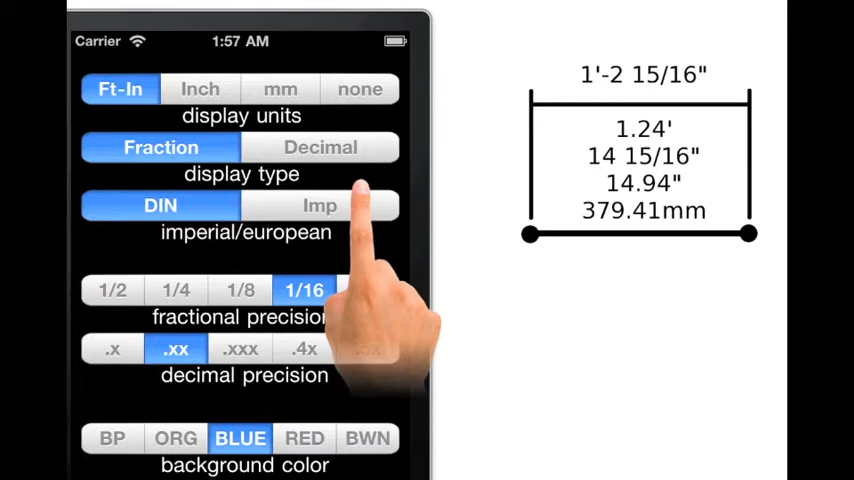 Carrier 1:57 AM
Ft-In Inch mm none
display units
Fraction Decimal
display type
DIN Imp
imperial/european
1/2 1/4 1/8 1/16
fractional precision
.x .xx .xxx .4x
decimal precision
BP ORG BLUE RED BWN
background color
1'-2 15/16"
1.24'
14 15/16"
14.94"
379.41mm